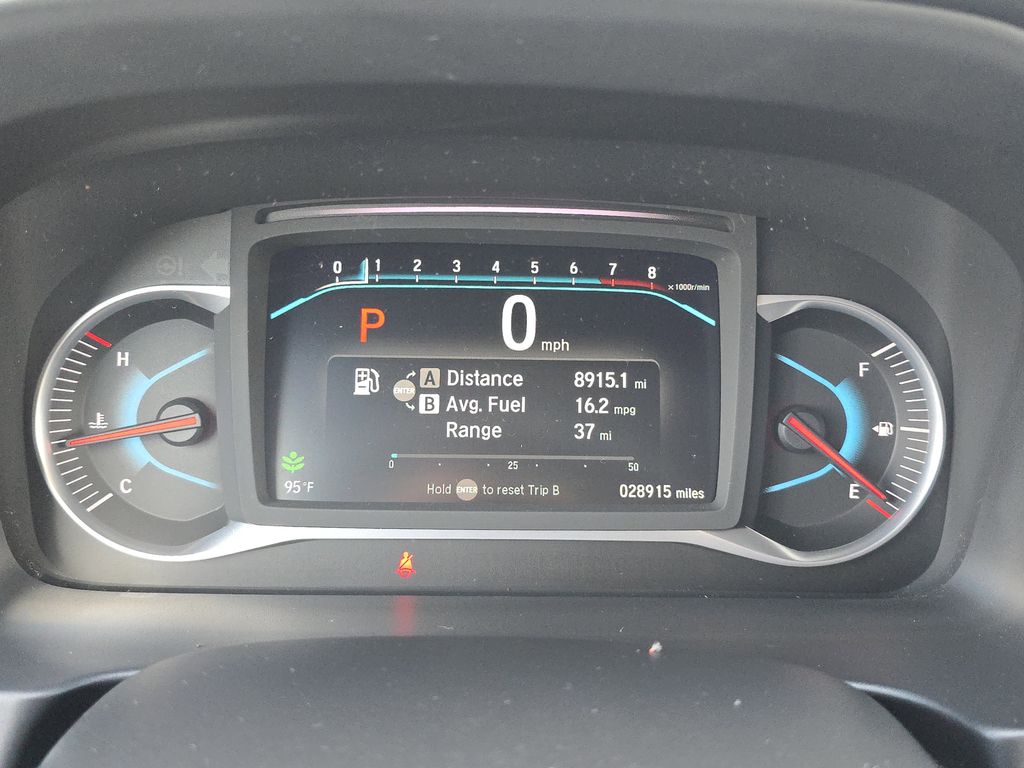 0 1 2 3 4 5 6 7 8
x1000r/min
P 0 mph
H
C
F
E
ENTER
A Distance 8915.1 mi
B Avg. Fuel 16.2 mpg
Range 37 mi
0 25 50
95°F
Hold ENTER to reset Trip B
028915 miles